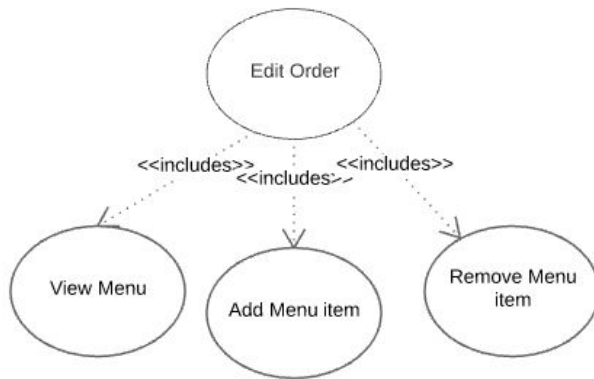 Edit Order
<<includes>>
<<includes>>
<<includes>>
View Menu
Add Menu item
Remove Menu
item